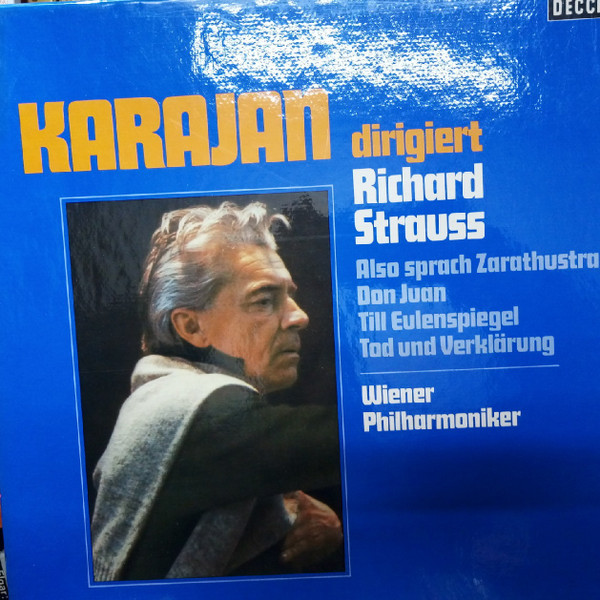 DECCA
KARAJAN dirigiert
Richard
Strauss
Also sprach Zarathustra
Don Juan
Till Eulenspiegel
Tod und Verklärung
Wiener
Philharmoniker